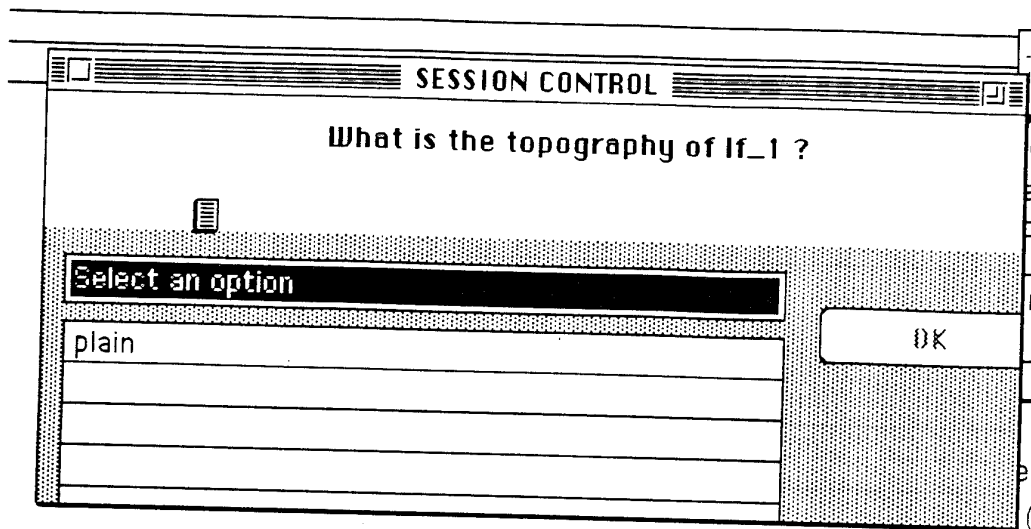 SESSION CONTROL
What is the topography of lf_1 ?
Select an option
plain
OK